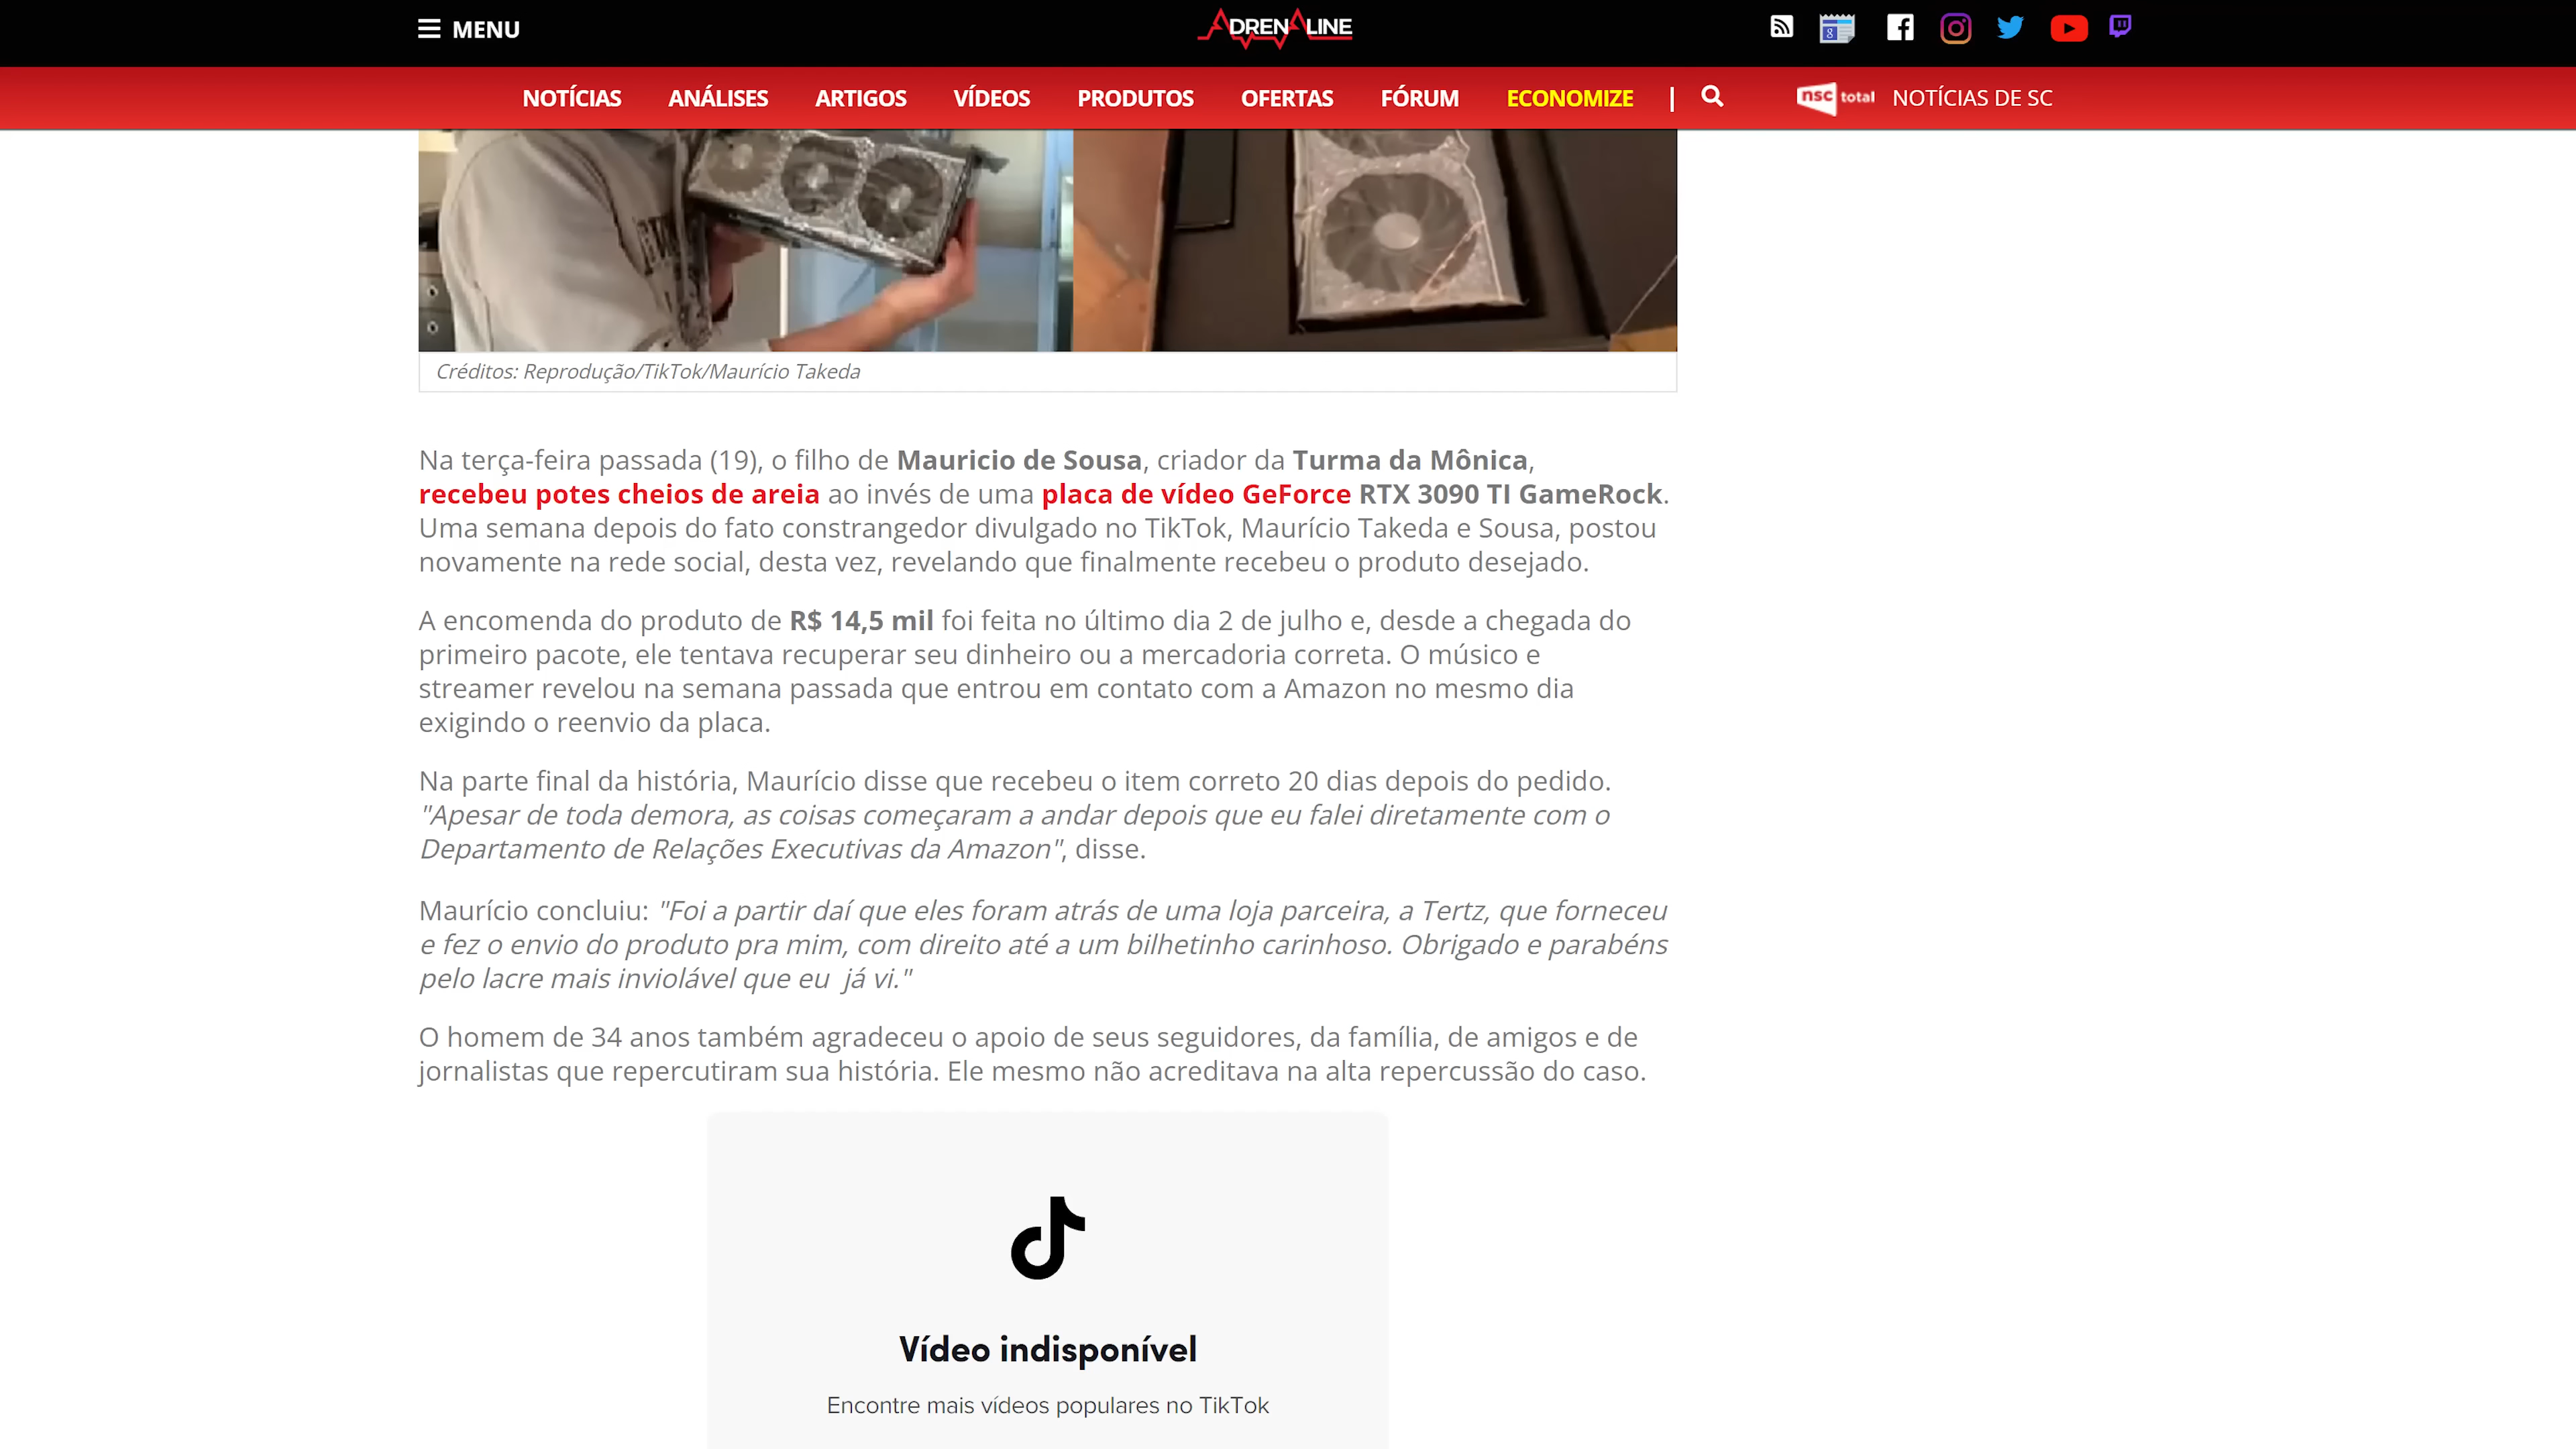 MENU
ADRENALINE
NOTÍCIAS ANÁLISES ARTIGOS VÍDEOS PRODUTOS OFERTAS FÓRUM ECONOMIZE | nsc total NOTÍCIAS DE SC
Créditos: Reprodução/TikTok/Maurício Takeda
Na terça-feira passada (19), o filho de Mauricio de Sousa, criador da Turma da Mônica,
recebeu potes cheios de areia ao invés de uma placa de vídeo GeForce RTX 3090 TI GameRock.
Uma semana depois do fato constrangedor divulgado no TikTok, Maurício Takeda e Sousa, postou
novamente na rede social, desta vez, revelando que finalmente recebeu o produto desejado.
A encomenda do produto de R$ 14,5 mil foi feita no último dia 2 de julho e, desde a chegada do
primeiro pacote, ele tentava recuperar seu dinheiro ou a mercadoria correta. O músico e
streamer revelou na semana passada que entrou em contato com a Amazon no mesmo dia
exigindo o reenvio da placa.
Na parte final da história, Maurício disse que recebeu o item correto 20 dias depois do pedido.
"Apesar de toda demora, as coisas começaram a andar depois que eu falei diretamente com o
Departamento de Relações Executivas da Amazon", disse.
Maurício concluiu: "Foi a partir daí que eles foram atrás de uma loja parceira, a Tertz, que forneceu
e fez o envio do produto pra mim, com direito até a um bilhetinho carinhoso. Obrigado e parabéns
pelo lacre mais inviolável que eu já vi."
O homem de 34 anos também agradeceu o apoio de seus seguidores, da família, de amigos e de
jornalistas que repercutiram sua história. Ele mesmo não acreditava na alta repercussão do caso.
Vídeo indisponível
Encontre mais vídeos populares no TikTok